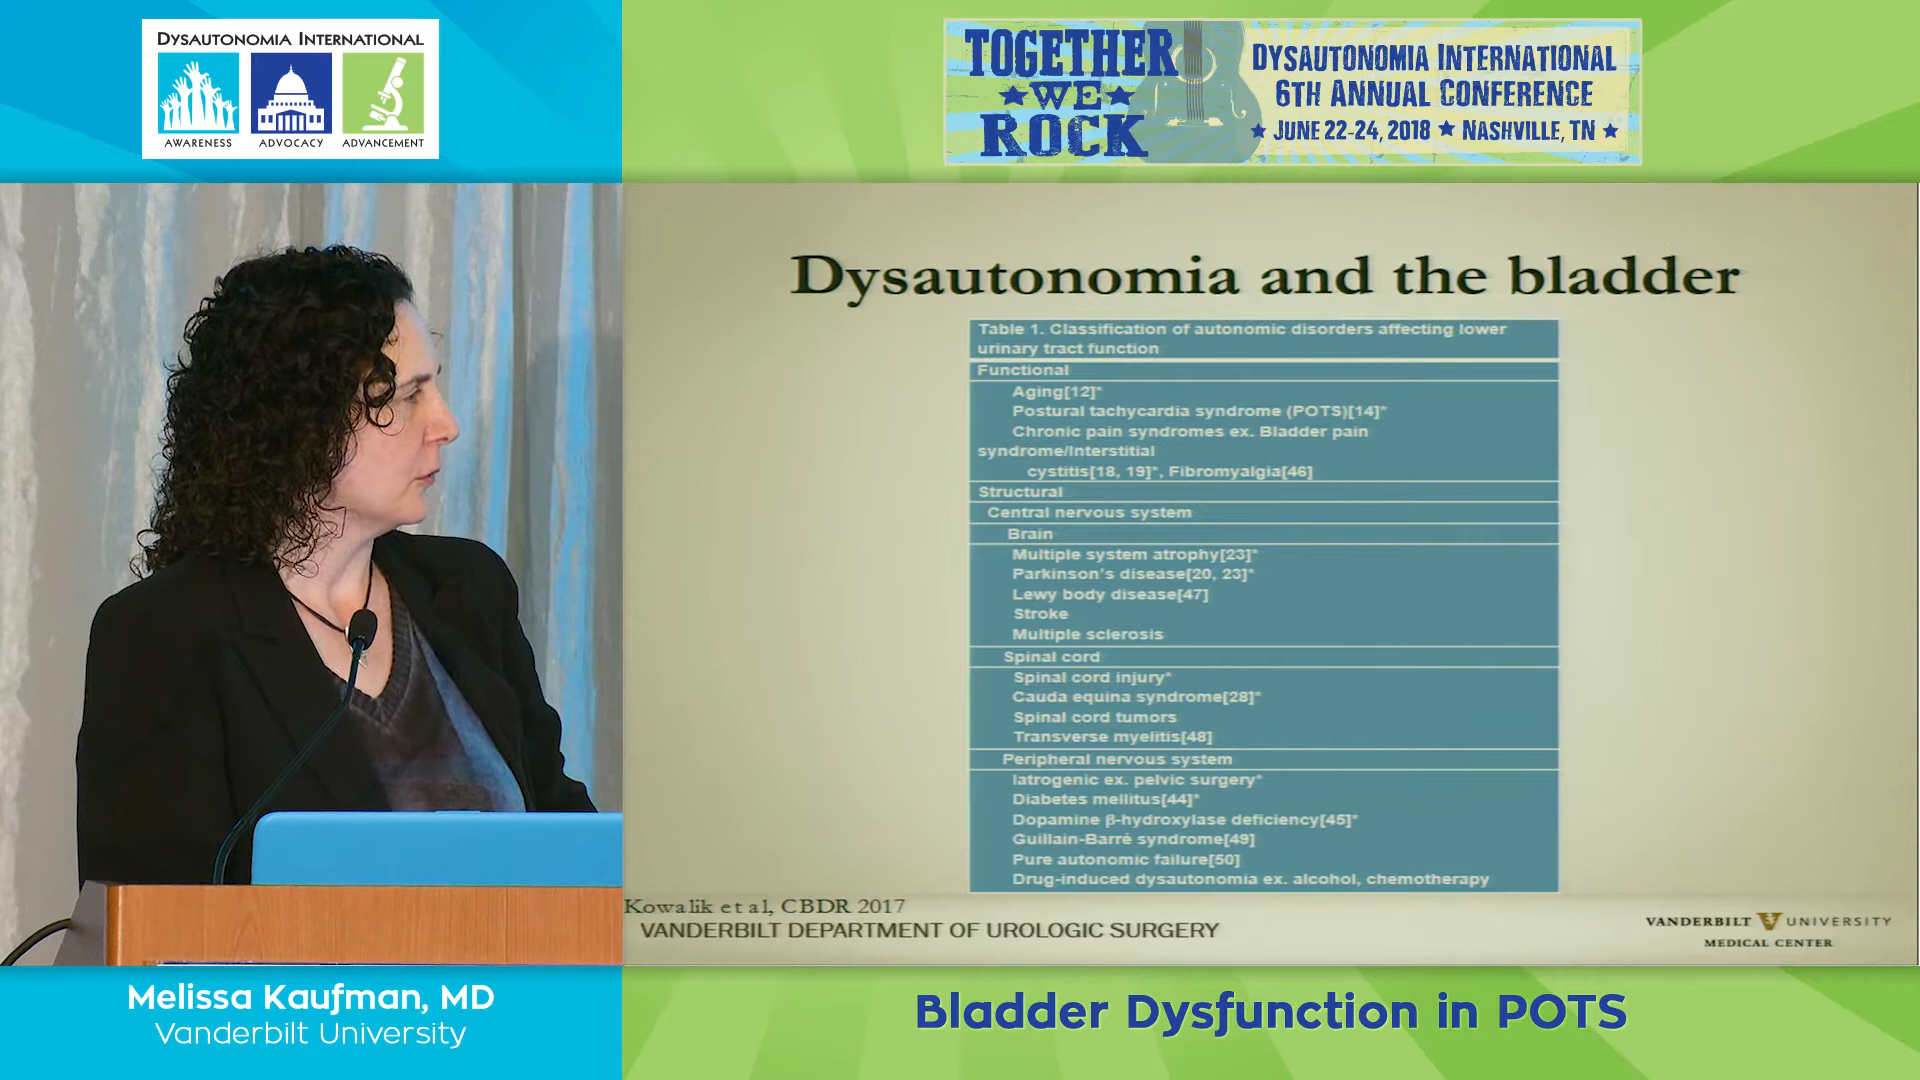 DYSAUTONOMIA INTERNATIONAL
AWARENESS ADVOCACY ADVANCEMENT
TOGETHER
WE
ROCK
DYSAUTONOMIA INTERNATIONAL
6TH ANNUAL CONFERENCE
JUNE 22-24, 2018 NASHVILLE, TN
Dysautonomia and the bladder
Table 1. Classification of autonomic disorders affecting lower
urinary tract function
Functional
Aging[12]*
Postural tachycardia syndrome (POTS)[14]*
Chronic pain syndromes ex. Bladder pain
syndrome/Interstitial
cystitis[18, 19]*, Fibromyalgia[46]
Structural
Central nervous system
Brain
Multiple system atrophy[23]*
Parkinson's disease[20, 23]*
Lewy body disease[47]
Stroke
Multiple sclerosis
Spinal cord
Spinal cord injury*
Cauda equina syndrome[28]*
Spinal cord tumors
Transverse myelitis[48]
Peripheral nervous system
Iatrogenic ex. pelvic surgery*
Diabetes mellitus[44]*
Dopamine β-hydroxylase deficiency[45]*
Guillain-Barré syndrome[49]
Pure autonomic failure[50]
Drug-induced dysautonomia ex. alcohol, chemotherapy
Kowalik et al, CBDR 2017
VANDERBILT DEPARTMENT OF UROLOGIC SURGERY
VANDERBILT UNIVERSITY
MEDICAL CENTER
Melissa Kaufman, MD
Vanderbilt University
Bladder Dysfunction in POTS